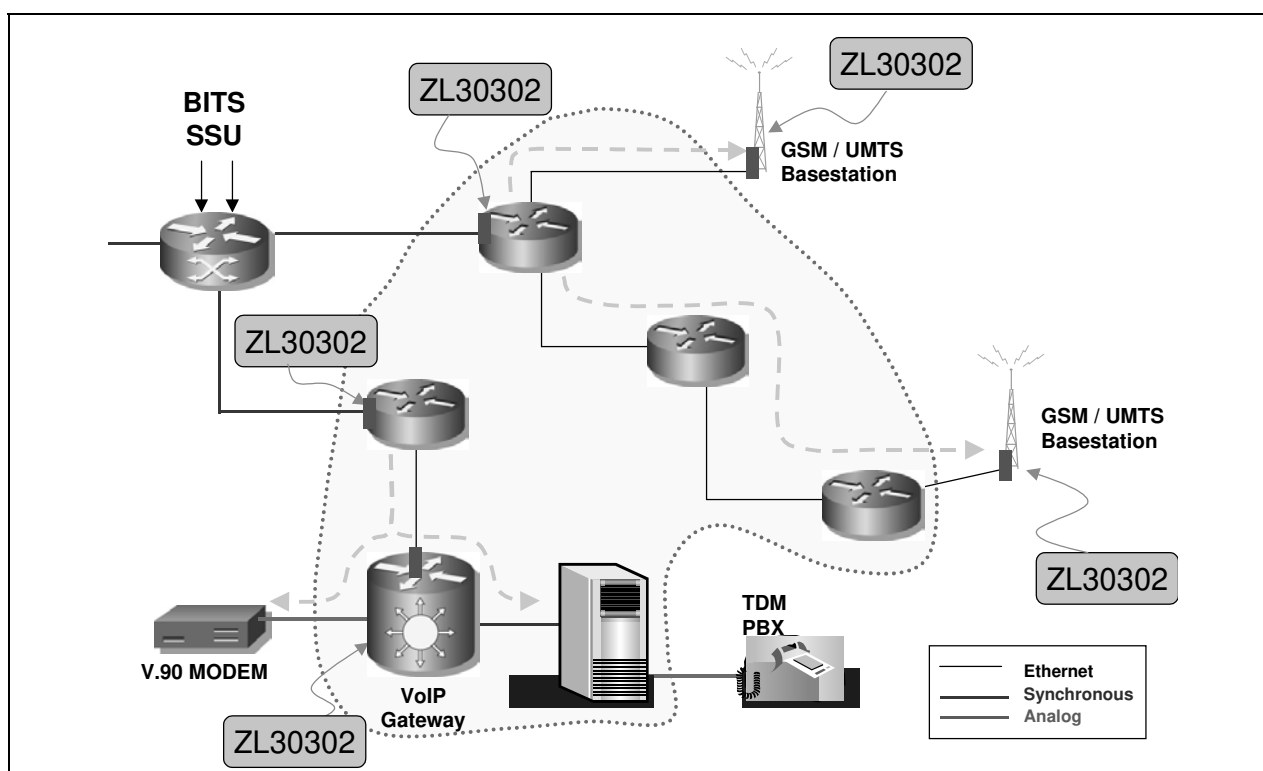 ZL30302
ZL30302
BITS
SSU
GSM / UMTS
Basestation
ZL30302
GSM / UMTS
Basestation
ZL30302
TDM
PBX
V.90 MODEM
VoIP
Gateway
ZL30302
Ethernet
Synchronous
Analog